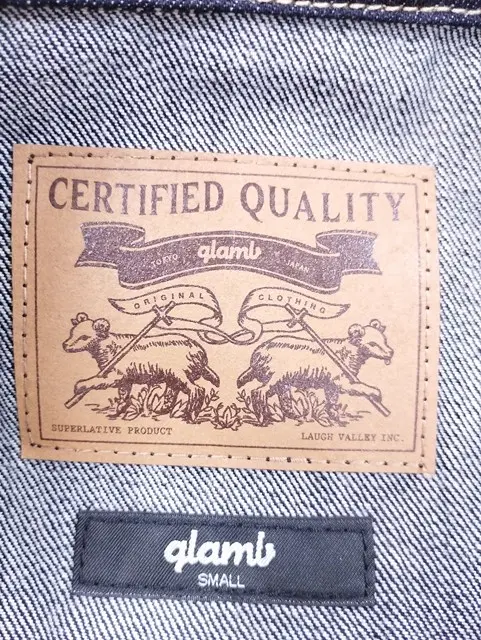 CERTIFIED QUALITY
glamb
TOKYO JAPAN
ORIGINAL CLOTHING
SUPERLATIVE PRODUCT LAUGH VALLEY INC.
glamb
SMALL